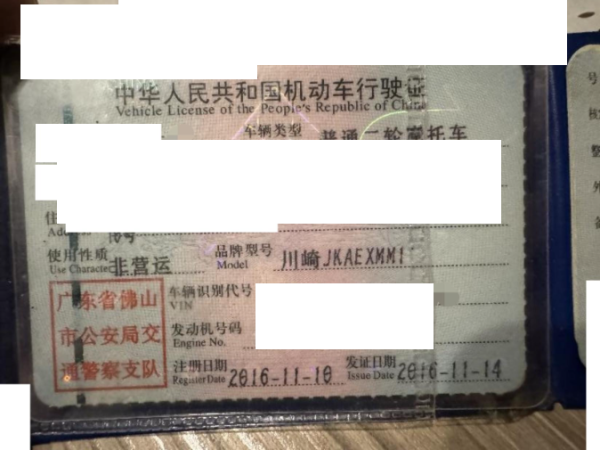 中华人民共和国机动车行驶证
Vehicle License of the People's Republic of China
车辆类型 普通二轮摩托车
号
使用性质 非营运
Use Character
品牌型号 川崎JKAEXMM1
Model
广东省佛山
市公安局交
通警察支队
车辆识别代号
VIN
发动机号码
Engine No.
注册日期 2016-11-10
Register Date
发证日期 2016-11-14
Issue Date
号